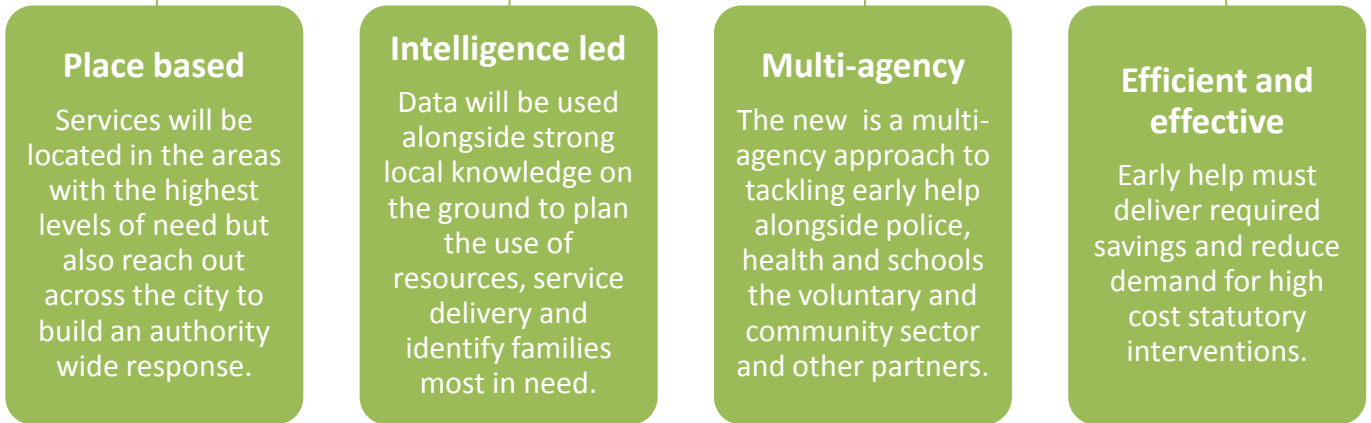 Place based
Services will be
located in the areas
with the highest
levels of need but
also reach out
across the city to
build an authority
wide response.
Intelligence led
Data will be used
alongside strong
local knowledge on
the ground to plan
the use of
resources, service
delivery and
identify families
most in need.
Multi-agency
The new  is a multi-
agency approach to
tackling early help
alongside police,
health and schools
the voluntary and
community sector
and other partners.
Efficient and
effective
Early help must
deliver required
savings and reduce
demand for high
cost statutory
interventions.